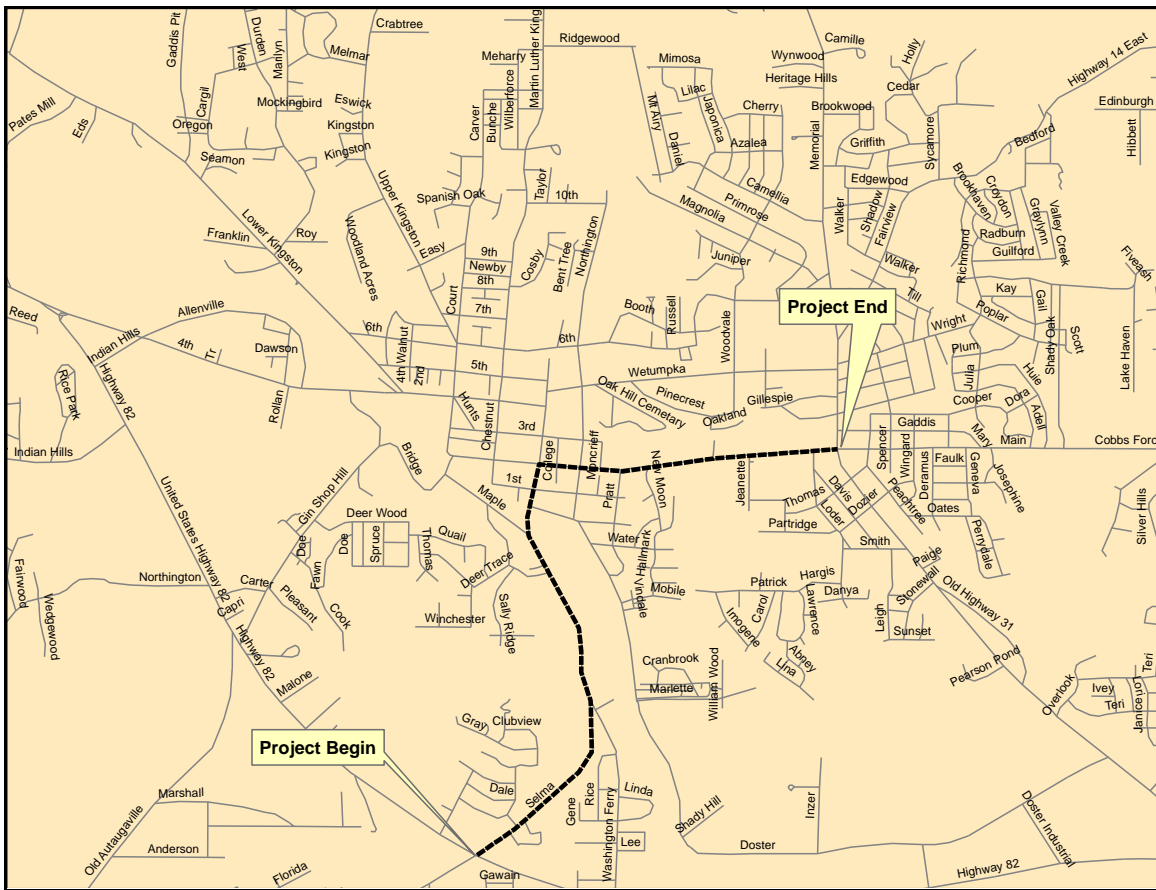 Crabtree
Gaddis Pit
Durden
West
Marilyn
Melmar
Cargil
Mockingbird
Eswick
Kingston
Kingston
Oregon
Seamon
Pates Mill
Eds
Meharry
Martin Luther King
Wilberforce
Bunche
Carver
Ridgewood
Mimosa
Lilac
Japonica
Cherry
Mt Airy
Daniel
Azalea
Camellia
Primrose
Magnolia
Camille
Wynwood
Heritage Hills
Holly
Cedar
Brookwood
Memorial
Griffith
Sycamore
Highway 14 East
Edinburgh
Hibbett
Bedford
Edgewood
Walker
Shadow
Fairview
Brookhaven
Croydon
Graylynn
Valley Creek
Radburn
Guilford
Richmond
Walker
Till
Fiveash
Upper Kingston
Spanish Oak
Taylor
10th
Northington
Bent Tree
Cosby
Easy
9th
Newby
8th
7th
Court
Lower Kingston
Franklin
Roy
Woodland Acres
Juniper
Booth
Russell
Woodvale
Project End
Kay
Gail
Poplar
Wright
Shady Oak
Scott
Lake Haven
Reed
Allenville
Indian Hills
4th
Tr
Dawson
Rollan
6th
Walnut
4th
2nd
5th
6th
Wetumpka
Oak Hill Cemetary
Pinecrest
Oakland
Gillespie
Plum
Julia
Huie
Cooper
Dora
Adell
Gaddis
Mary
Main
Cobbs Ford
Rice Park
Highway 82
Indian Hills
Hunts
Chestnut
3rd
College
Moncrieff
1st
Pratt
New Moon
Jeanette
Spencer
Wingard
Deramus
Faulk
Geneva
Josephine
Bridge
Gin Shop Hill
Maple
Thomas
Davis
Dozier
Loder
Peachtree
Oates
Partridge
Perrydale
Silver Hills
United States Highway 82
Deer Wood
Doe
Doe
Spruce
Thomas
Quail
Deer Trace
Fawn
Cook
Water
Hallmark
Vindale
Mobile
Smith
Paige
Stonewall
Old Highway 31
Fairwood
Wedgewood
Northington
Carter
Capri
Pleasant
Winchester
Sally Ridge
Patrick
Hargis
Danya
Carol
Lawrence
Imogene
Abney
Lina
Leigh
Sunset
Pearson Pond
Highway 82
Malone
Cranbrook
Marlette
William Wood
Overlook
Ivey
Teri
Lori
Janice
Teri
Gray
Clubview
Project Begin
Dale
Selma
Gene
Rice
Linda
Washington Ferry
Lee
Shady Hill
Inzer
Doster
Doster Industrial
Highway 82
Marshall
Old Autaugaville
Anderson
Florida
Gawain